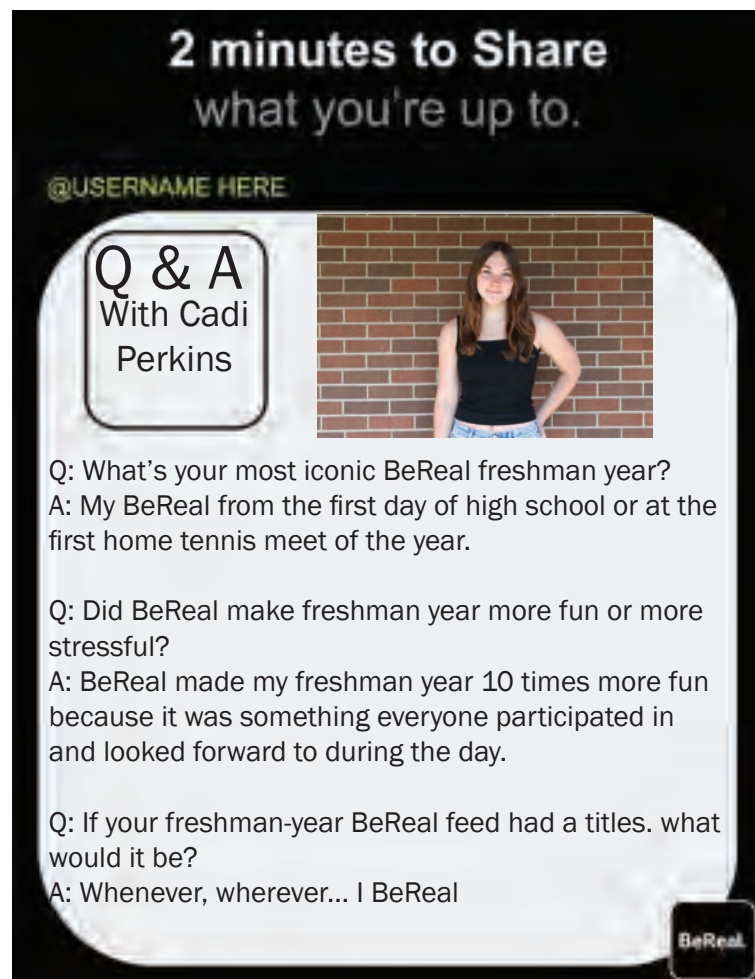 2 minutes to Share
what you're up to.
@USERNAME HERE
Q & A
With Cadi
Perkins
Q: What’s your most iconic BeReal freshman year?
A: My BeReal from the first day of high school or at the
first home tennis meet of the year.
Q: Did BeReal make freshman year more fun or more
stressful?
A: BeReal made my freshman year 10 times more fun
because it was something everyone participated in
and looked forward to during the day.
Q: If your freshman-year BeReal feed had a titles. what
would it be?
A: Whenever, wherever... I BeReal
BeReal.